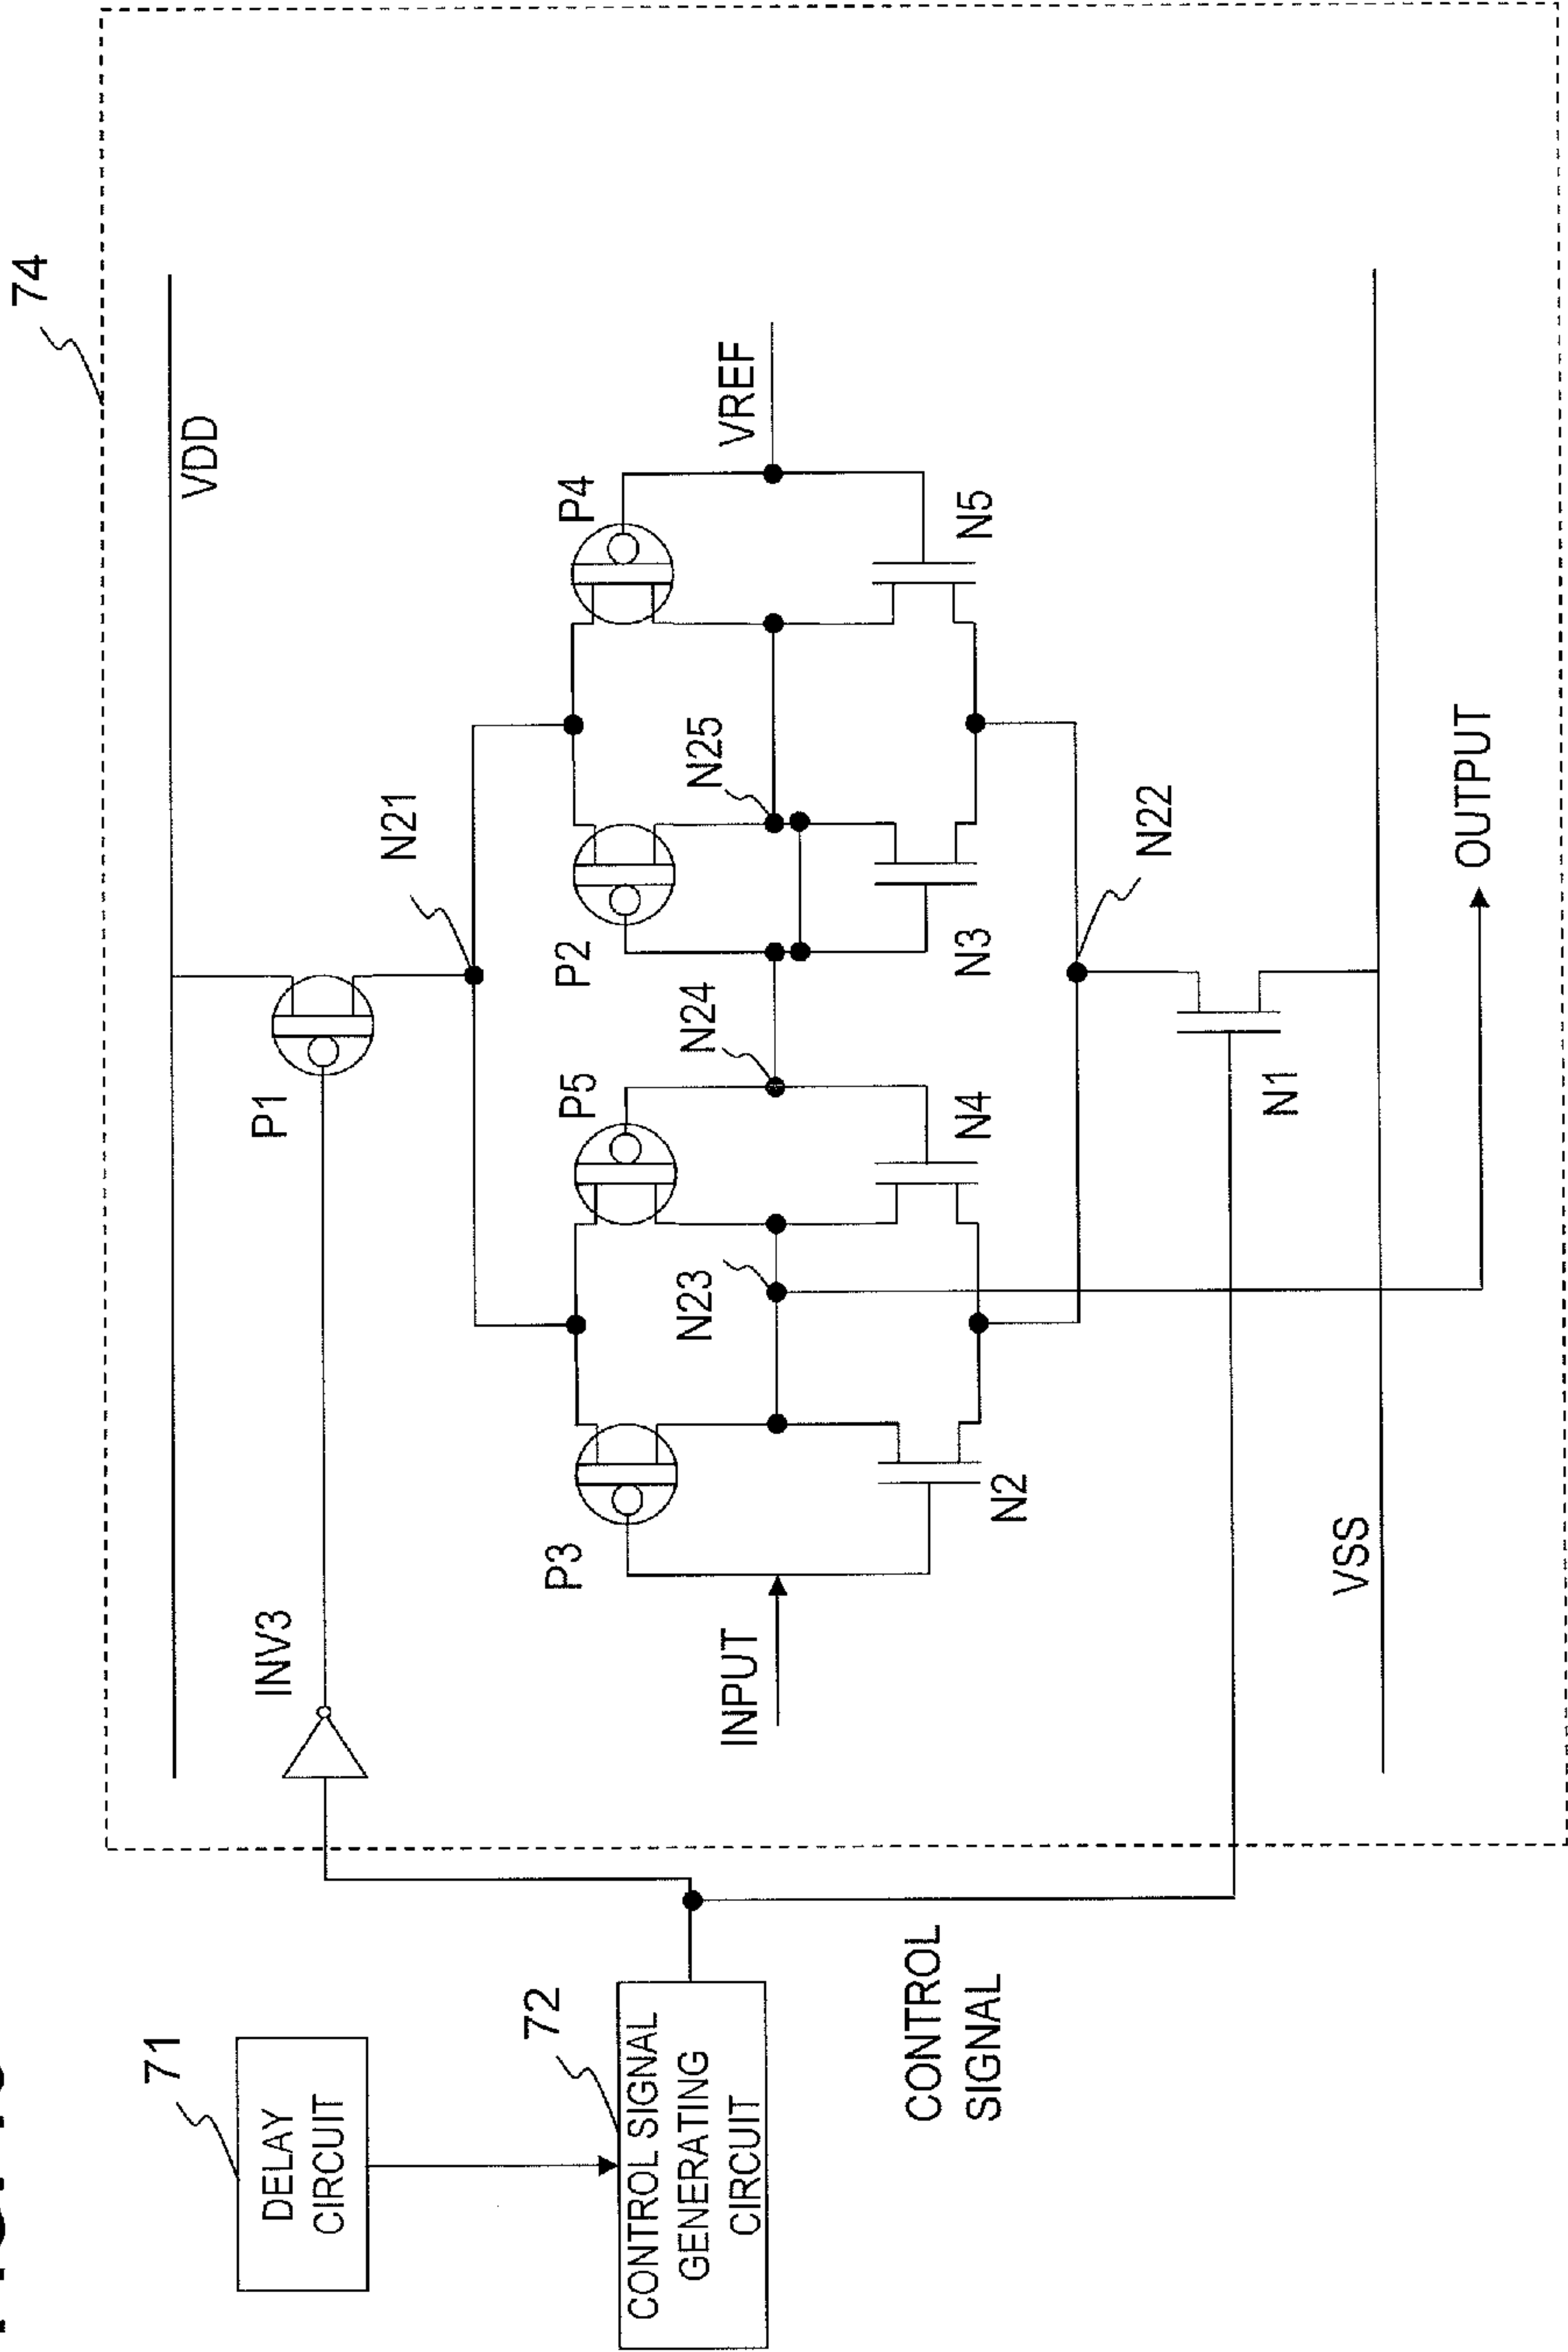 74
VDD
P1
N21
INV3
P3
P5
P2
P4
INPUT
N23
N24
N25
VREF
N2
N4
N3
N5
N22
N1
VSS
OUTPUT
71
DELAY
CIRCUIT
72
CONTROL SIGNAL
GENERATING
CIRCUIT
CONTROL
SIGNAL